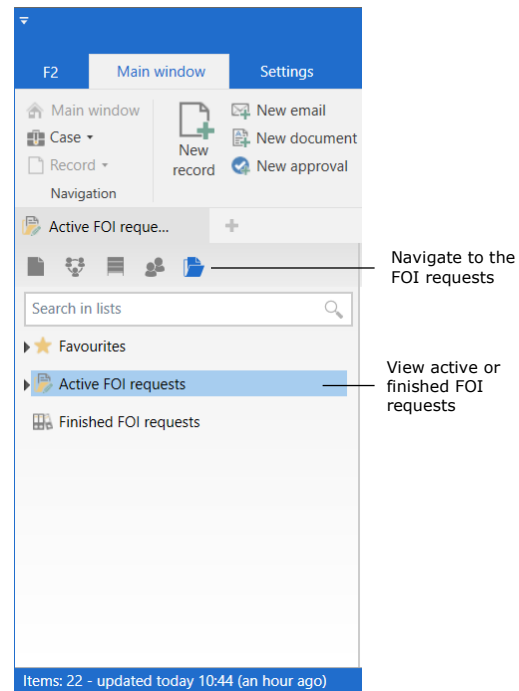 F2 Main window Settings
Main window
Case
Record
Navigation
New
record
New email
New document
New approval
Active FOI reque...
Navigate to the
FOI requests
Search in lists
Favourites
Active FOI requests
View active or
finished FOI
requests
Finished FOI requests
Items: 22 - updated today 10:44 (an hour ago)